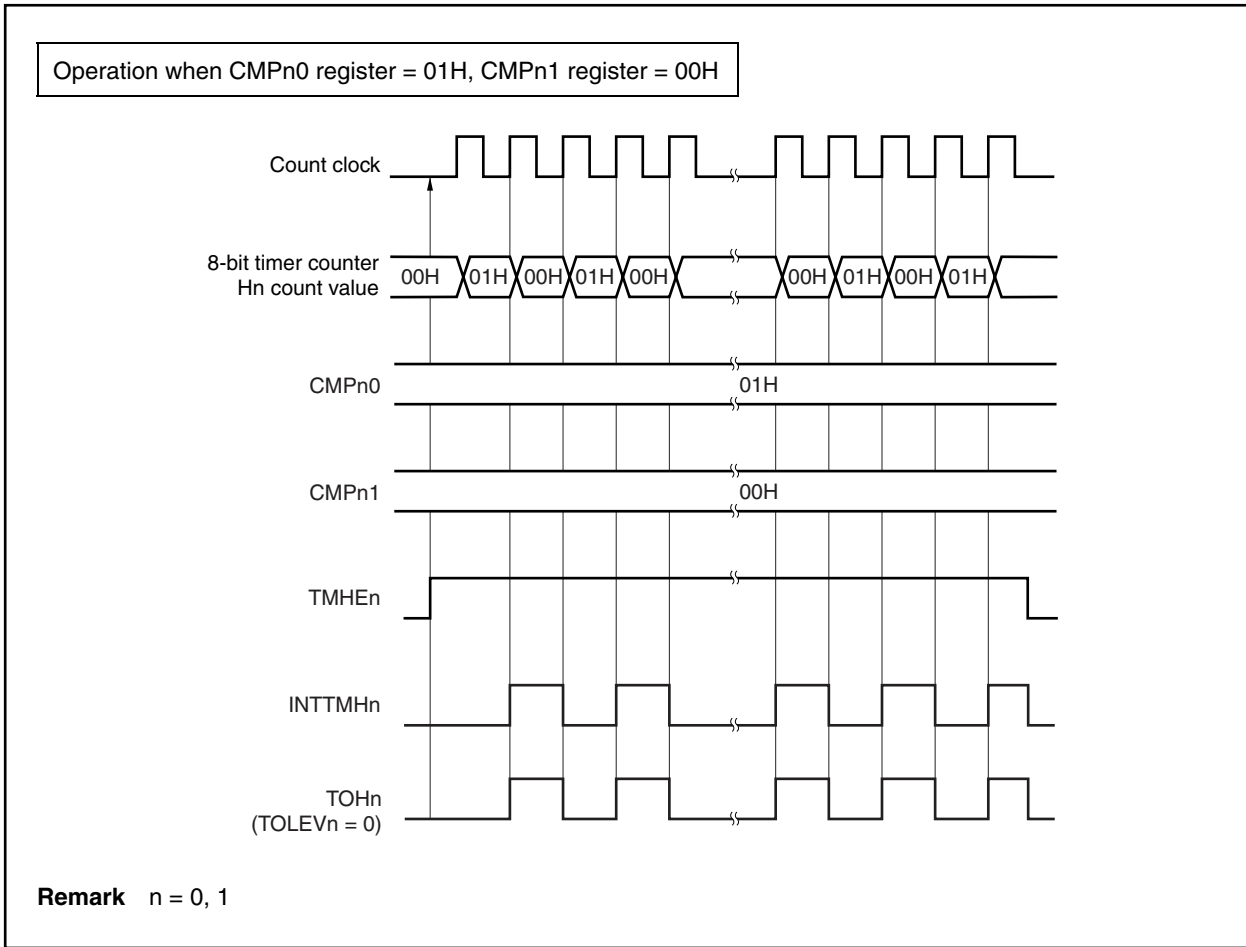 Operation when CMPn0 register = 01H, CMPn1 register = 00H
Count clock
8-bit timer counter
Hn count value
00H 01H 00H 01H 00H 00H 01H 00H 01H
CMPn0
01H
CMPn1
00H
TMHEn
INTTMHn
TOHn
(TOLEVn = 0)
Remark n = 0, 1